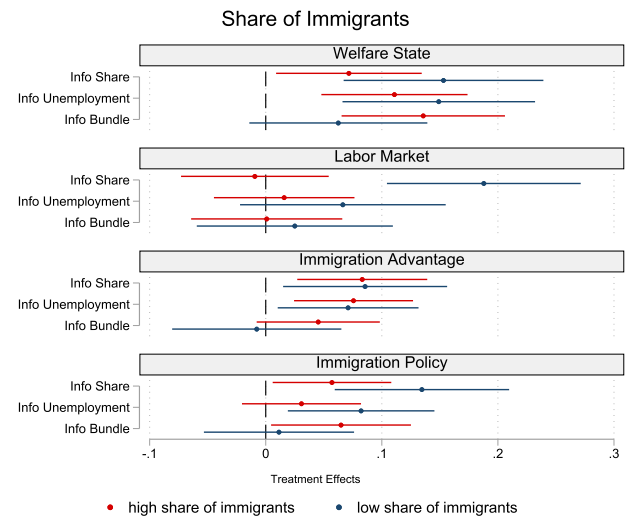 Share of Immigrants
Welfare State
Info Share
Info Unemployment
Info Bundle
Labor Market
Info Share
Info Unemployment
Info Bundle
Immigration Advantage
Info Share
Info Unemployment
Info Bundle
Immigration Policy
Info Share
Info Unemployment
Info Bundle
-.1 0 .1 .2 .3
Treatment Effects
high share of immigrants low share of immigrants